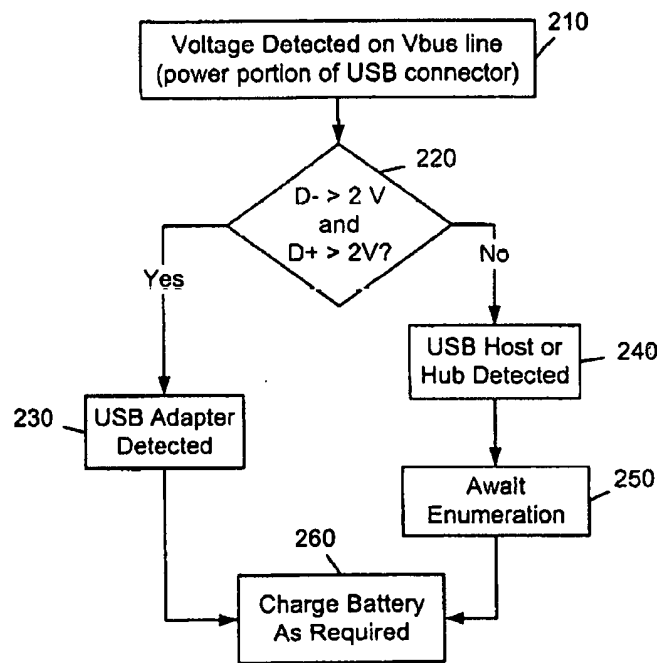 210
Voltage Detected on Vbus line
(power portion of USB connector)
220
D- > 2 V
and
D+ > 2V?
Yes
No
USB Host or
Hub Detected
240
230
USB Adapter
Detected
Await
Enumeration
250
260
Charge Battery
As Required